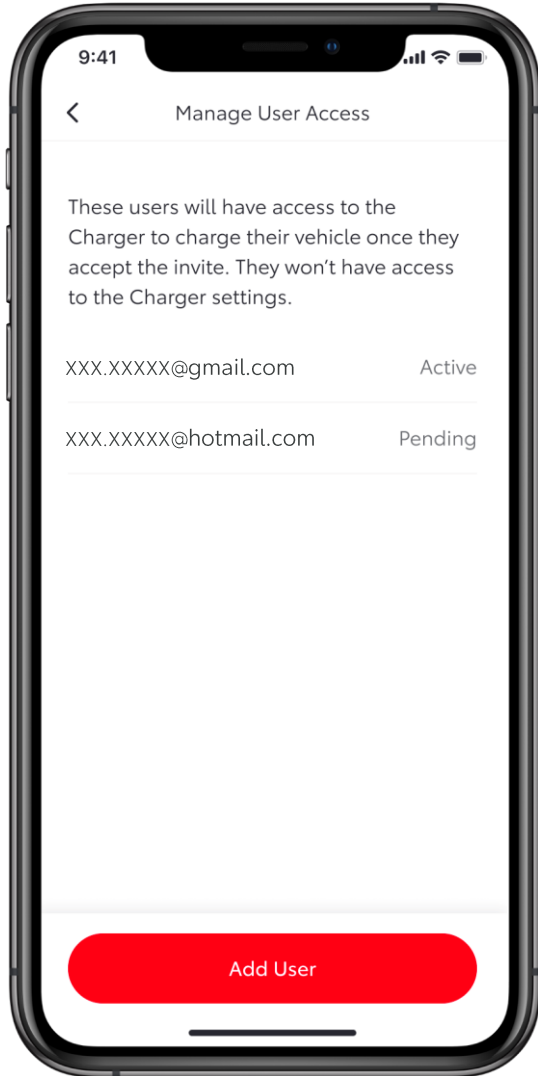 9:41
Manage User Access
These users will have access to the
Charger to charge their vehicle once they
accept the invite. They won’t have access
to the Charger settings.
XXX.XXXXX@gmail.com Active
XXX.XXXXX@hotmail.com Pending
Add User